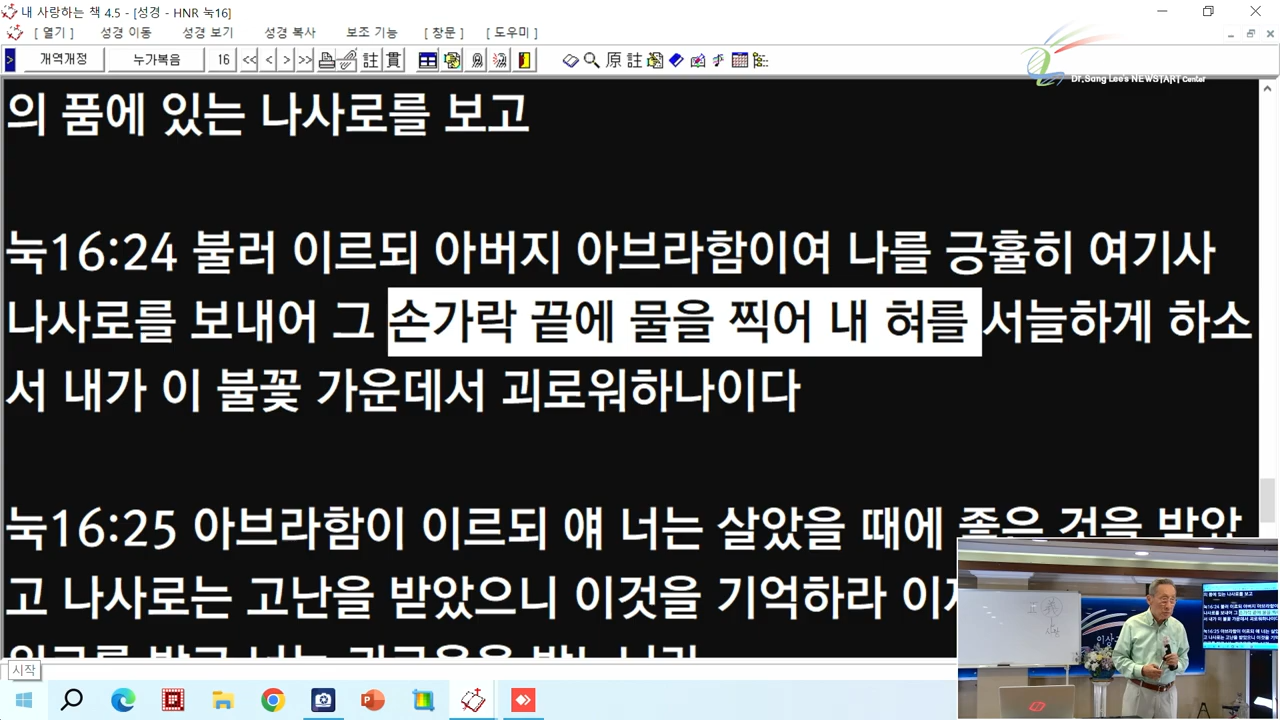 내 사랑하는 책 4.5 - [성경 - HNR 눅16]
[ 열기 ] 성경 이동 성경 보기 성경 복사 보조 기능 [ 창문 ] [ 도우미 ]
개역개정 누가복음 16 << < > >> 註 貫 原 註
Dr.Sang Lee's NEWSTART Center
의 품에 있는 나사로를 보고
눅16:24 불러 이르되 아버지 아브라함이여 나를 긍휼히 여기사
나사로를 보내어 그 손가락 끝에 물을 찍어 내 혀를 서늘하게 하소
서 내가 이 불꽃 가운데서 괴로워하나이다
눅16:25 아브라함이 이르되 얘 너는 살았을 때에 좋은 것을 받았
고 나사로는 고난을 받았으니 이것을 기억하라
시작